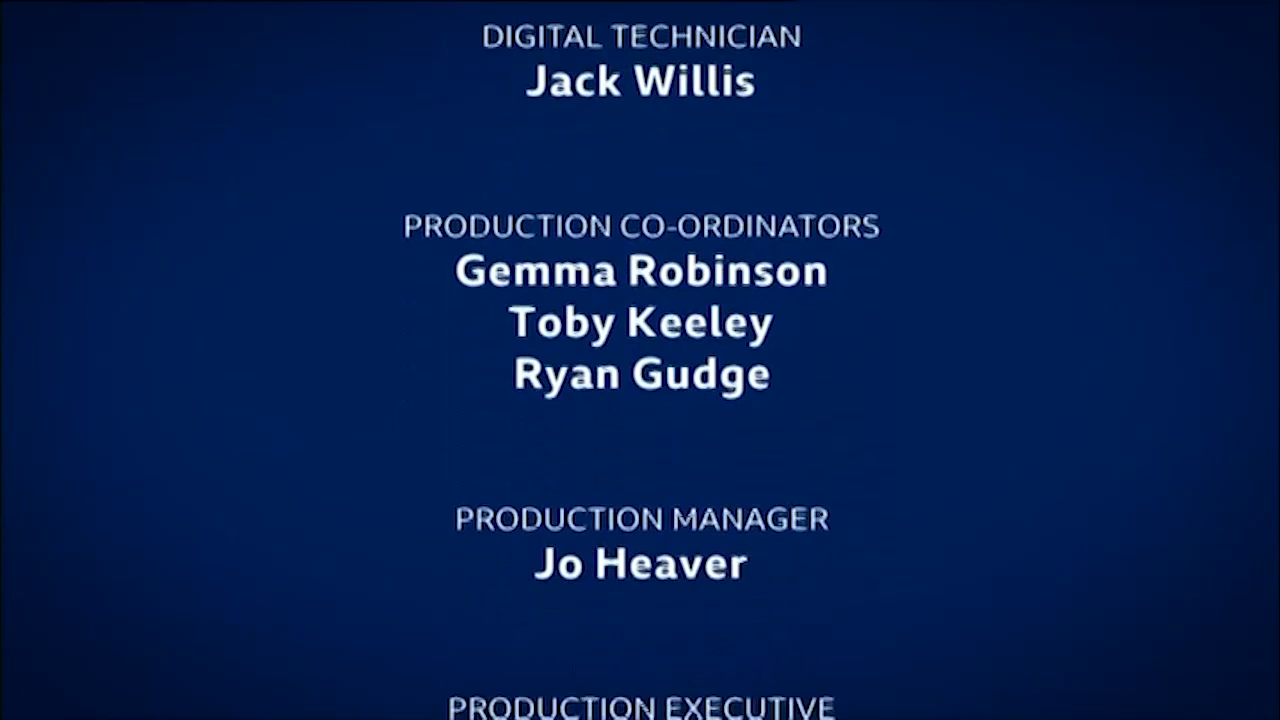 DIGITAL TECHNICIAN
Jack Willis
PRODUCTION CO-ORDINATORS
Gemma Robinson
Toby Keeley
Ryan Gudge
PRODUCTION MANAGER
Jo Heaver
PRODUCTION EXECUTIVE